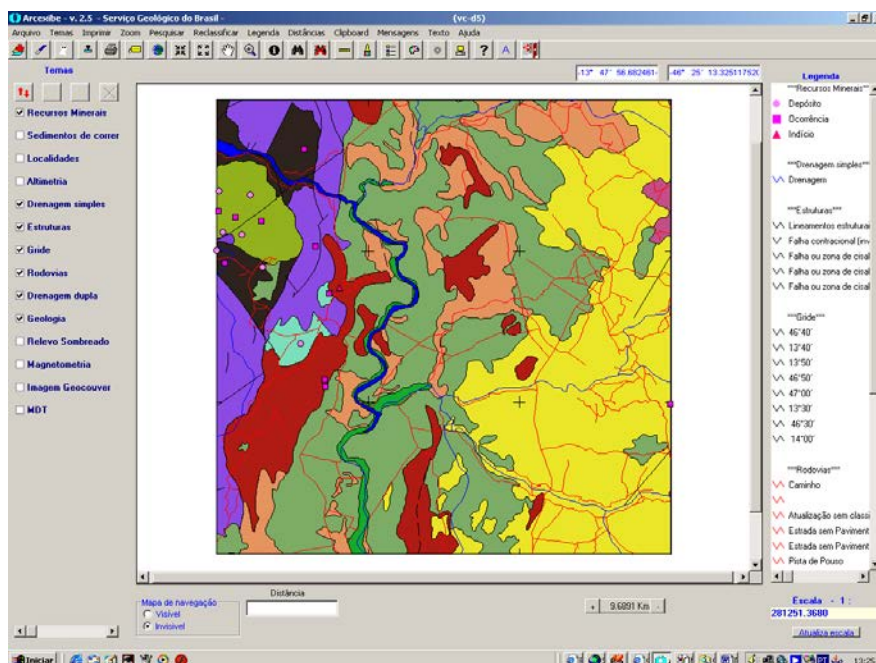 Arcexibe - v. 2.5 - Serviço Geológico do Brasil - (vc-d5)
Arquivo Temas Imprimir Zoom Pesquisar Reclassificar Legenda Distâncias Clipboard Mensagens Texto Ajuda
Temas
Recursos Minerais
Sedimentos de correr
Localidades
Altimetria
Drenagem simples
Estruturas
Gride
Rodovias
Drenagem dupla
Geologia
Relevo Sombreado
Magnetometria
Imagem Geocouver
MDT
-13° 47' 56.682461- -46° 25' 13.325117520
Legenda
***Recursos Minerais*
Depósito
Ocorrência
Indício
***Drenagem simples*
Drenagem
***Estruturas*
Lineamentos estruturai
Falha contracional (inv
Falha ou zona de cisal
Falha ou zona de cisal
Falha ou zona de cisal
***Gride*
46°40'
13°40'
13°50'
46°50'
47°00'
13°30'
46°30'
14°00'
***Rodovias*
Caminho
Atualização sem classi
Estrada sem Paviment
Estrada sem Paviment
Pista de Pouso
Mapa de navegação
Visível
Invisível
Distância
+ 9.6891 Km -
Escala - 1 :
281251.3680
Atualiza escala
Iniciar
13:25